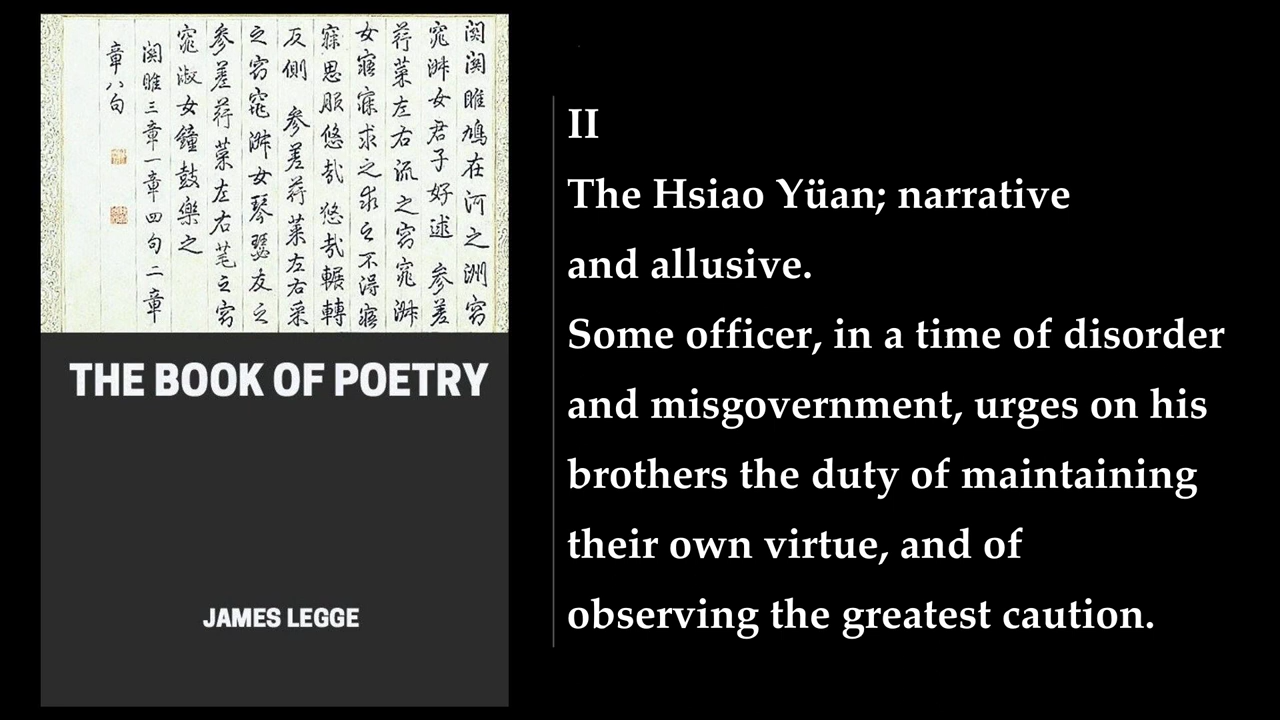 關關雎鳩在河之洲窈
窕淑女君子好逑 參差
荇菜左右流之窈窕淑
女寤寐求之求之不得寤
寐思服悠哉悠哉輾轉
反側 參差荇菜左右采
之窈窕淑女琴瑟友之
參差荇菜左右芼之窈
窕淑女鐘鼓樂之
關雎三章一章四句二章
章八句
THE BOOK OF POETRY
JAMES LEGGE
II
The Hsiao Yüan; narrative
and allusive.
Some officer, in a time of disorder
and misgovernment, urges on his
brothers the duty of maintaining
their own virtue, and of
observing the greatest caution.